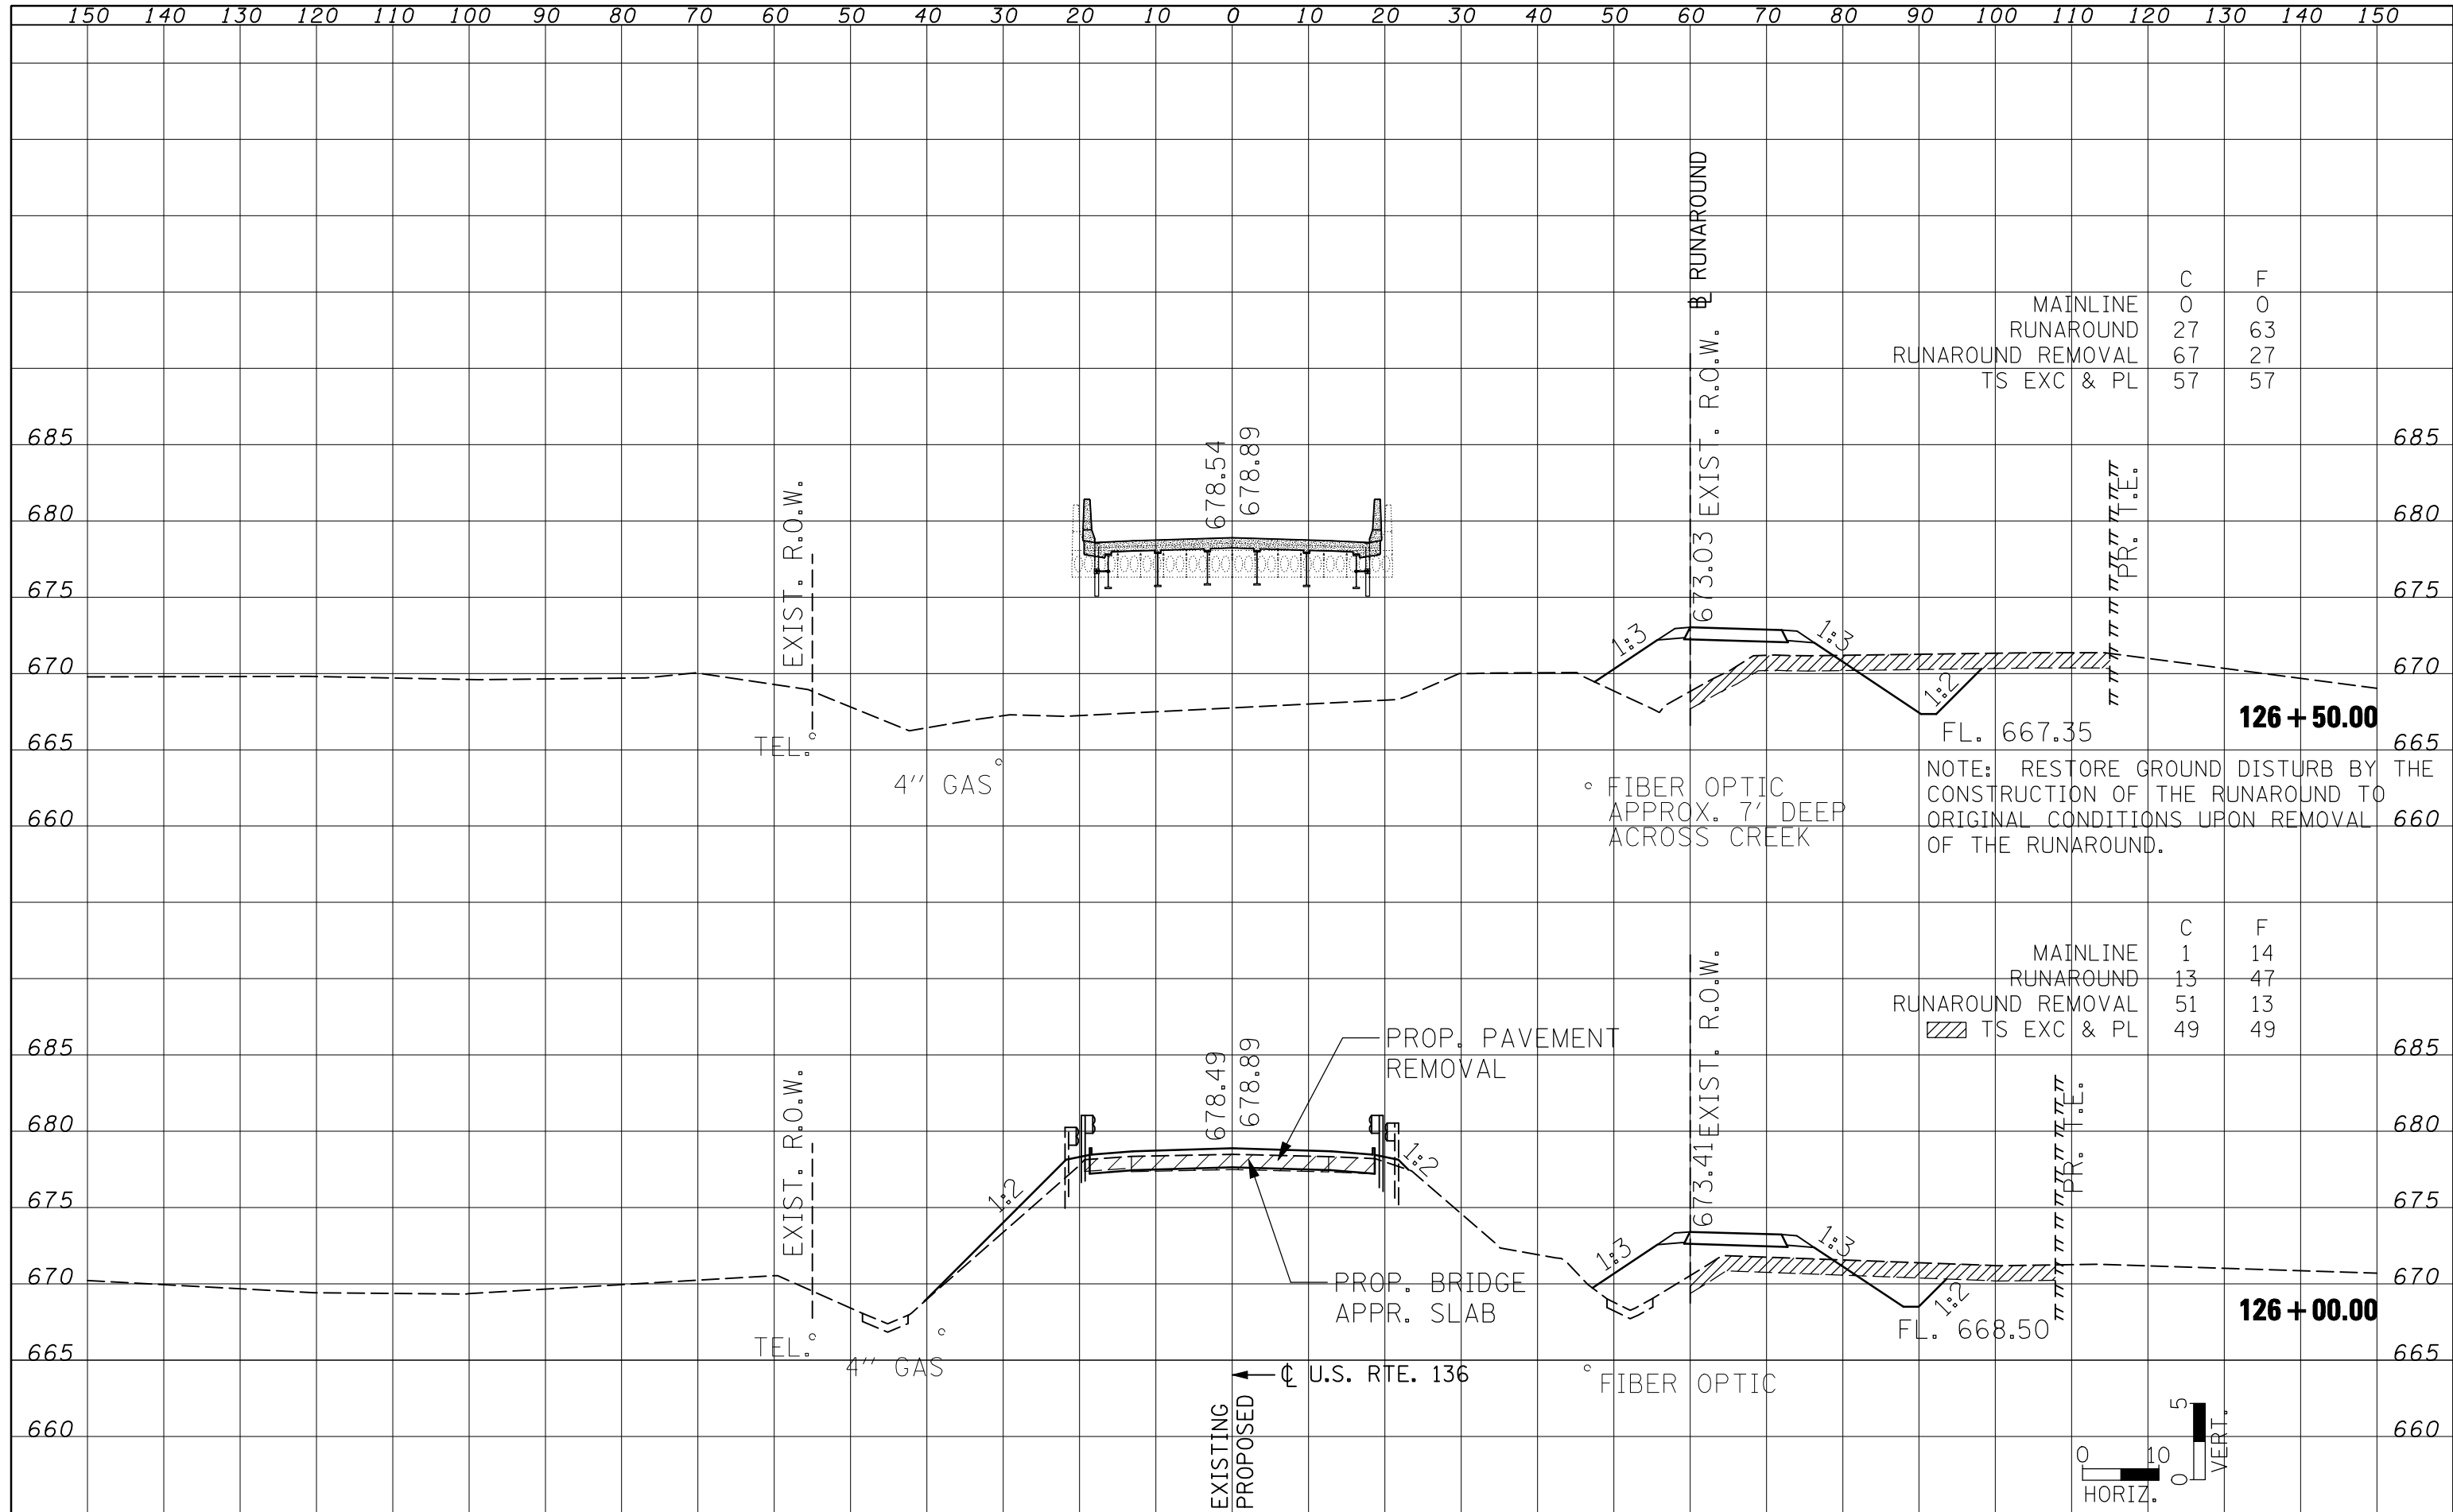 150 140 130 120 110 100 90 80 70 60 50 40 30 20 10 0 10 20 30 40 50 60 70 80 90 100 110 120 130 140 150
℄ RUNAROUND
C F
MAINLINE 0 0
RUNAROUND 27 63
RUNAROUND REMOVAL 67 27
TS EXC & PL 57 57
685 685
680 680
675 675
670 670
665 665
660 660
EXIST. R.O.W.
678.54
678.89
673.03 EXIST. R.O.W.
PR. T.E.
1:3
1:3
1:2
TEL.
4'' GAS
FL. 667.35
126+50.00
FIBER OPTIC
APPROX. 7' DEEP
ACROSS CREEK
NOTE: RESTORE GROUND DISTURB BY THE
CONSTRUCTION OF THE RUNAROUND TO
ORIGINAL CONDITIONS UPON REMOVAL
OF THE RUNAROUND.
C F
MAINLINE 1 14
RUNAROUND 13 47
RUNAROUND REMOVAL 51 13
TS EXC & PL 49 49
685 685
680 680
675 675
670 670
665 665
660 660
EXIST. R.O.W.
678.49
678.89
PROP. PAVEMENT
REMOVAL
673.41 EXIST. R.O.W.
PR. T.E.
1:2
1:2
1:3
1:3
1:2
PROP. BRIDGE
APPR. SLAB
TEL.
4'' GAS
FL. 668.50
126+00.00
℄ U.S. RTE. 136
FIBER OPTIC
EXISTING
PROPOSED
0 10
HORIZ.
0 5
VERT.